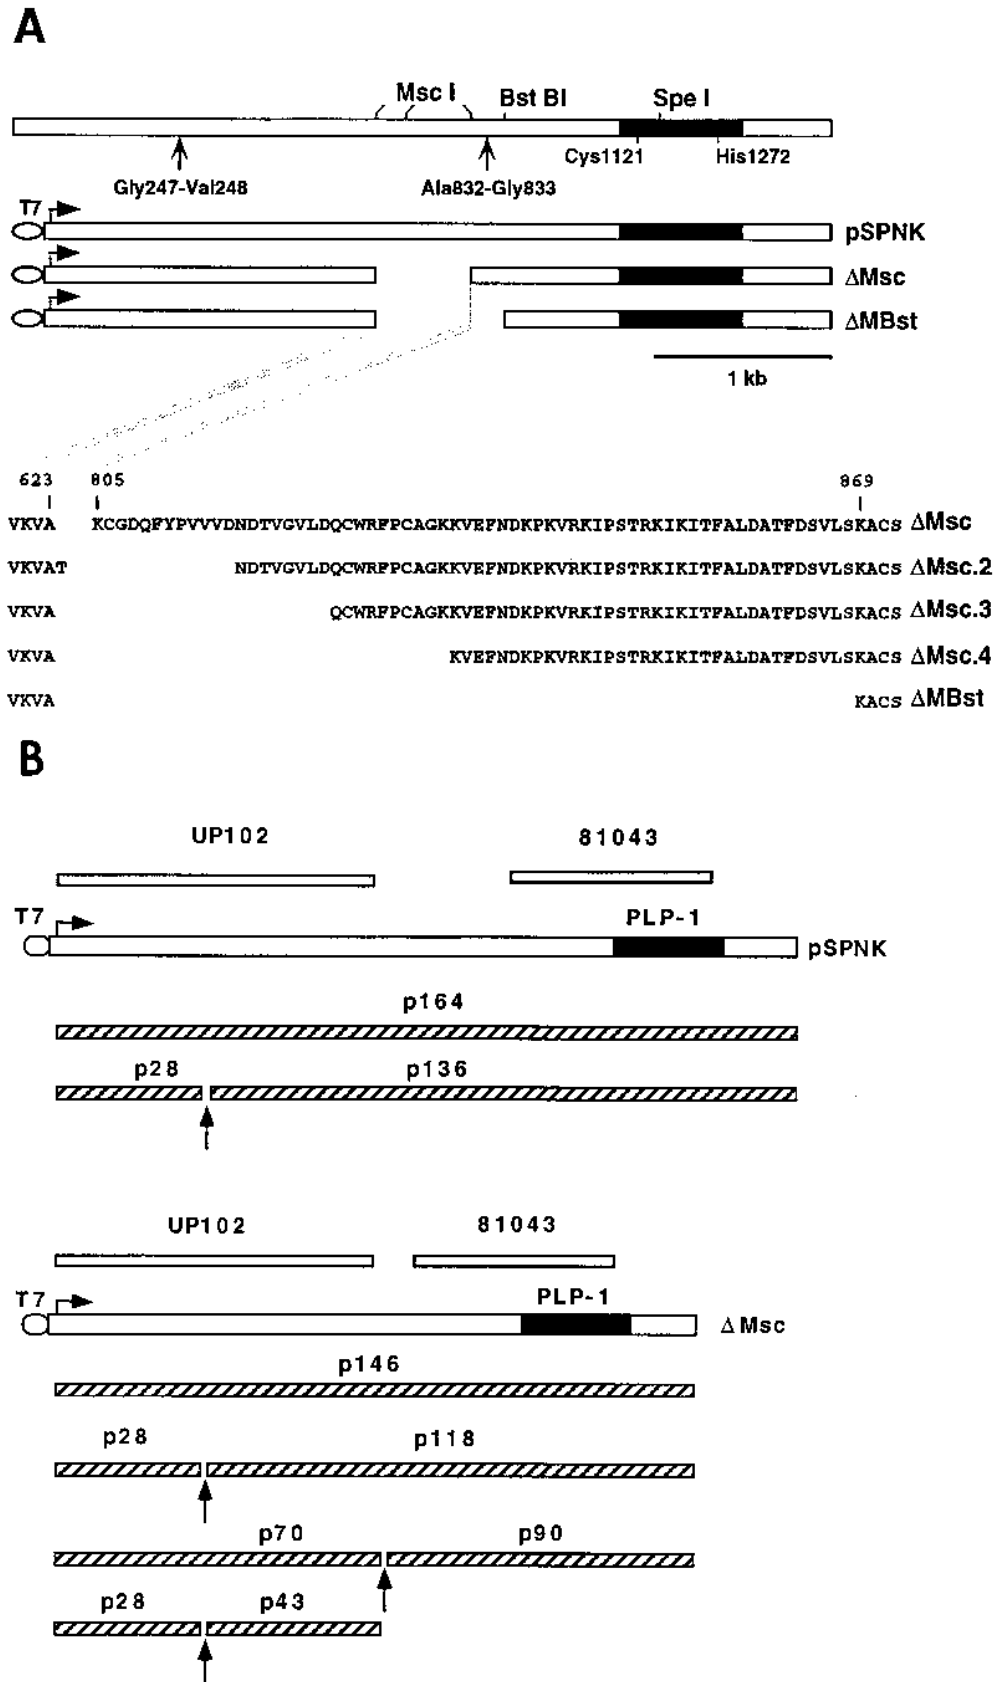 A
Msc I
Bst BI
Spe I
Cys1121
His1272
Gly247-Val248
Ala832-Gly833
T7
pSPNK
ΔMsc
ΔMBst
1 kb
623 805 869
VKVA KCGDQFYPVVVDNDTVGVLDQCWRFPCAGKKVEFNDKPKVRKIPSTRKIKITFALDATFDSVLSKACS ΔMsc
VKVAT NDTVGVLDQCWRFPCAGKKVEFNDKPKVRKIPSTRKIKITFALDATFDSVLSKACS ΔMsc.2
VKVA QCWRFPCAGKKVEFNDKPKVRKIPSTRKIKITFALDATFDSVLSKACS ΔMsc.3
VKVA KVEFNDKPKVRKIPSTRKIKITFALDATFDSVLSKACS ΔMsc.4
VKVA KACS ΔMBst
B
UP102 81043
T7 PLP-1
pSPNK
p164
p28 p136
UP102 81043
T7 PLP-1
Δ Msc
p146
p28 p118
p70 p90
p28 p43